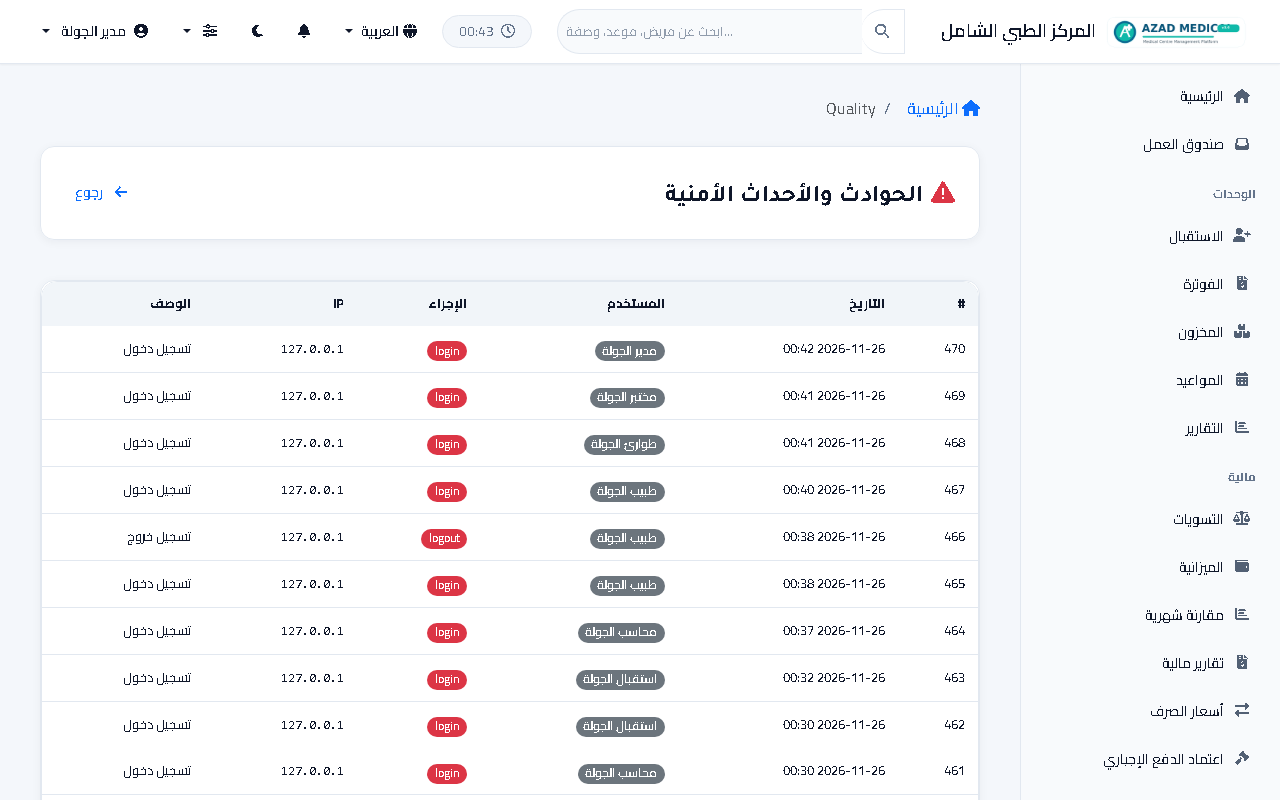 AZAD MEDIC
Medical Centre Management Platform
المركز الطبي الشامل
ابحث عن مريض، موعد، وصفة...
00:43
العربية
مدير الجولة
الرئيسية
صندوق العمل
الوحدات
الاستقبال
الفوترة
المخزون
المواعيد
التقارير
مالية
التسويات
الميزانية
مقارنة شهرية
تقارير مالية
أسعار الصرف
اعتماد الدفع الإجباري
الرئيسية / Quality
الحوادث والأحداث الأمنية
رجوع
# التاريخ المستخدم الإجراء IP الوصف
470 2026-11-26 00:42 مدير الجولة login 127.0.0.1 تسجيل دخول
469 2026-11-26 00:41 مختبر الجولة login 127.0.0.1 تسجيل دخول
468 2026-11-26 00:41 طوارئ الجولة login 127.0.0.1 تسجيل دخول
467 2026-11-26 00:40 طبيب الجولة login 127.0.0.1 تسجيل دخول
466 2026-11-26 00:38 طبيب الجولة logout 127.0.0.1 تسجيل خروج
465 2026-11-26 00:38 طبيب الجولة login 127.0.0.1 تسجيل دخول
464 2026-11-26 00:37 محاسب الجولة login 127.0.0.1 تسجيل دخول
463 2026-11-26 00:32 استقبال الجولة login 127.0.0.1 تسجيل دخول
462 2026-11-26 00:30 استقبال الجولة login 127.0.0.1 تسجيل دخول
461 2026-11-26 00:30 محاسب الجولة login 127.0.0.1 تسجيل دخول